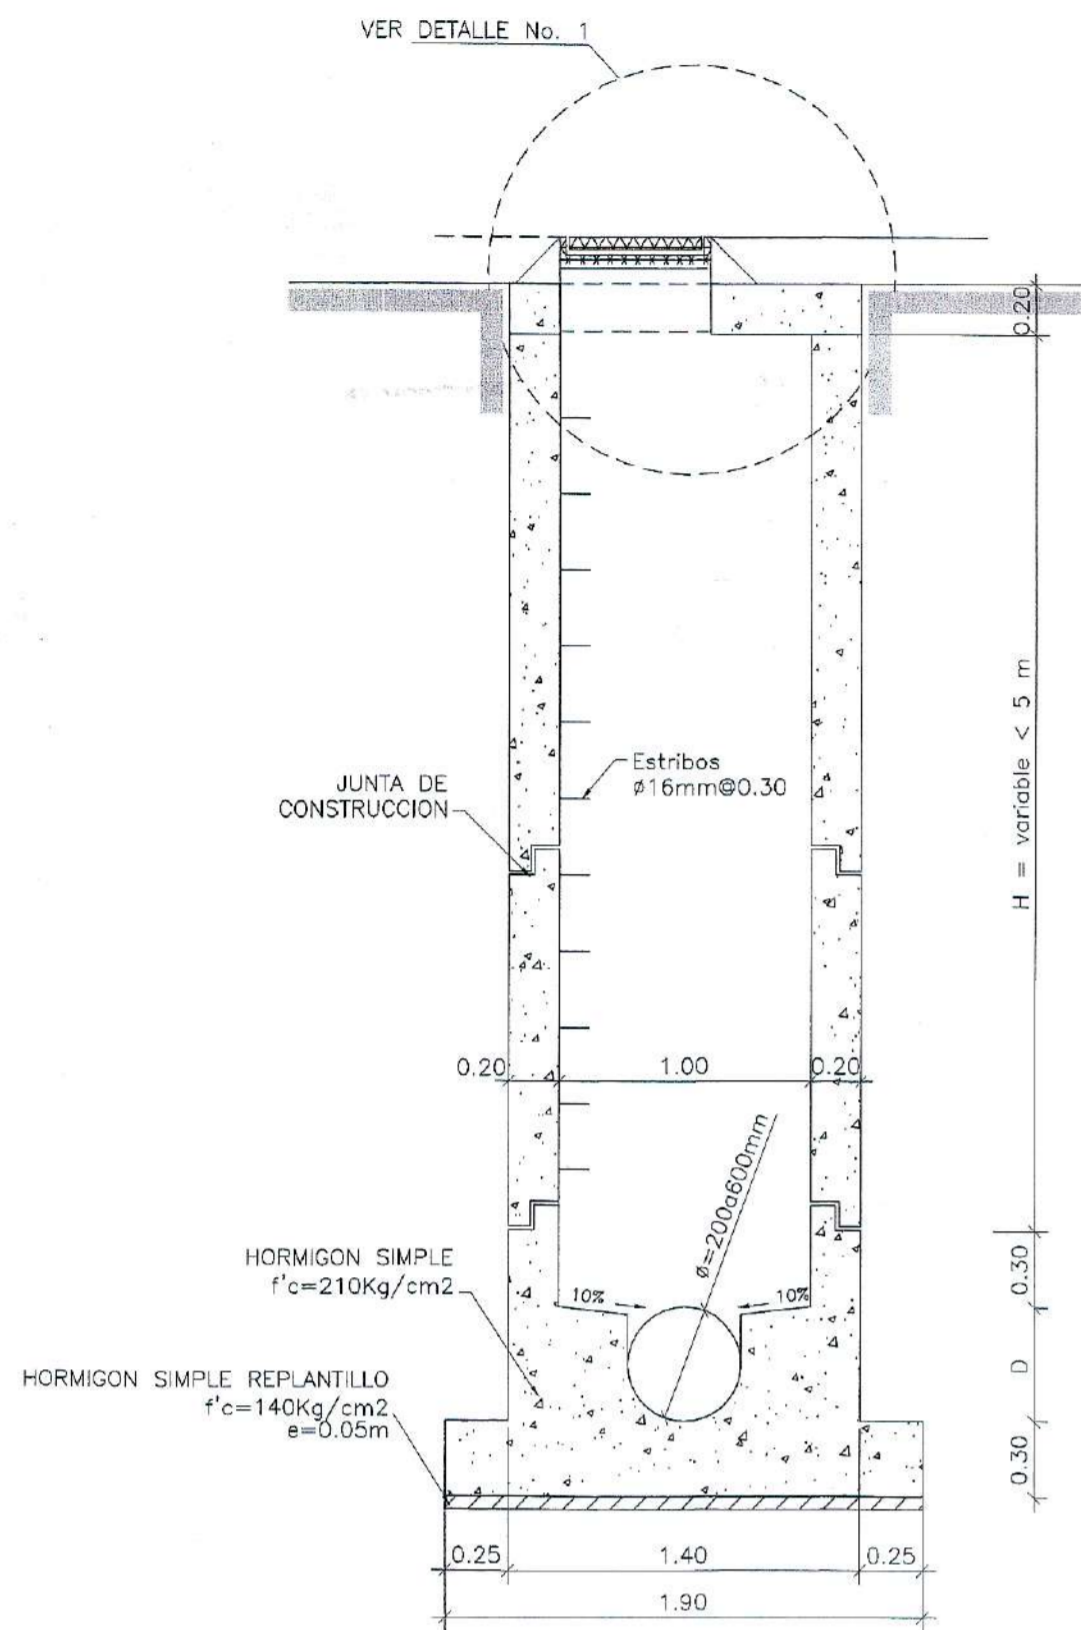 VER DETALLE No. 1
0.20
H = variable < 5 m
Estribos
ø16mm@0.30
JUNTA DE
CONSTRUCCION
0.20
1.00
0.20
ø=200a600mm
HORMIGON SIMPLE
f'c=210Kg/cm2
10%
10%
0.30
D
0.30
HORMIGON SIMPLE REPLANTILLO
f'c=140Kg/cm2
e=0.05m
0.25
1.40
0.25
1.90